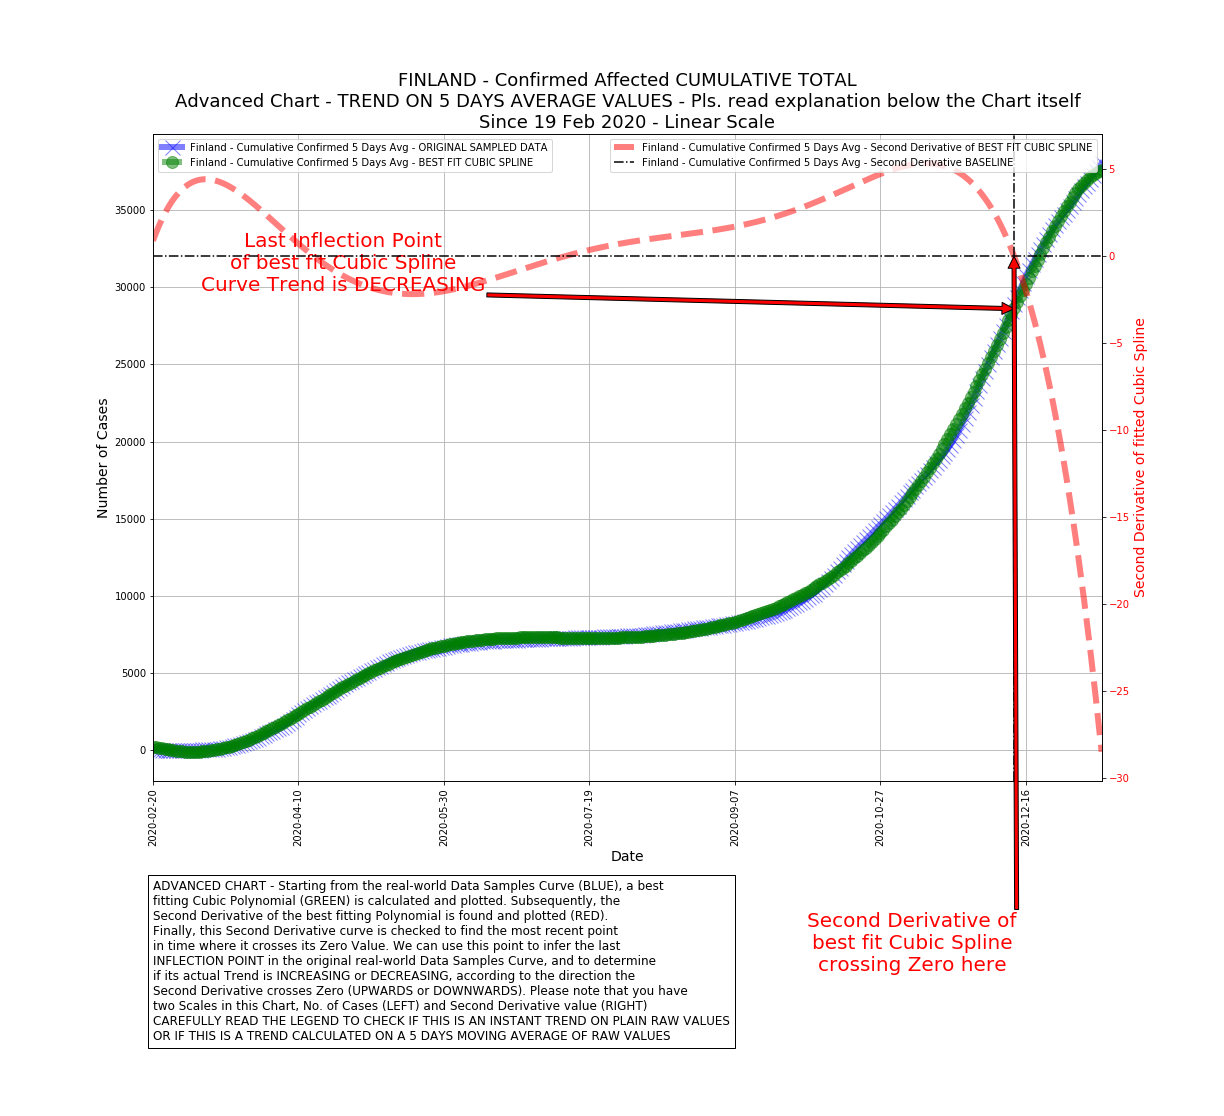 FINLAND - Confirmed Affected CUMULATIVE TOTAL
Advanced Chart - TREND ON 5 DAYS AVERAGE VALUES - Pls. read explanation below the Chart itself
Since 19 Feb 2020 - Linear Scale
Finland - Cumulative Confirmed 5 Days Avg - ORIGINAL SAMPLED DATA
Finland - Cumulative Confirmed 5 Days Avg - BEST FIT CUBIC SPLINE
Finland - Cumulative Confirmed 5 Days Avg - Second Derivative of BEST FIT CUBIC SPLINE
Finland - Cumulative Confirmed 5 Days Avg - Second Derivative BASELINE
Last Inflection Point
of best fit Cubic Spline
Curve Trend is DECREASING
Number of Cases
35000
30000
25000
20000
15000
10000
5000
0
5
0
−5
−10
−15
−20
−25
−30
Second Derivative of fitted Cubic Spline
2020-02-20
2020-04-10
2020-05-30
2020-07-19
2020-09-07
2020-10-27
2020-12-16
Date
ADVANCED CHART - Starting from the real-world Data Samples Curve (BLUE), a best
fitting Cubic Polynomial (GREEN) is calculated and plotted. Subsequently, the
Second Derivative of the best fitting Polynomial is found and plotted (RED).
Finally, this Second Derivative curve is checked to find the most recent point
in time where it crosses its Zero Value. We can use this point to infer the last
INFLECTION POINT in the original real-world Data Samples Curve, and to determine
if its actual Trend is INCREASING or DECREASING, according to the direction the
Second Derivative crosses Zero (UPWARDS or DOWNWARDS). Please note that you have
two Scales in this Chart, No. of Cases (LEFT) and Second Derivative value (RIGHT)
CAREFULLY READ THE LEGEND TO CHECK IF THIS IS AN INSTANT TREND ON PLAIN RAW VALUES
OR IF THIS IS A TREND CALCULATED ON A 5 DAYS MOVING AVERAGE OF RAW VALUES
Second Derivative of
best fit Cubic Spline
crossing Zero here